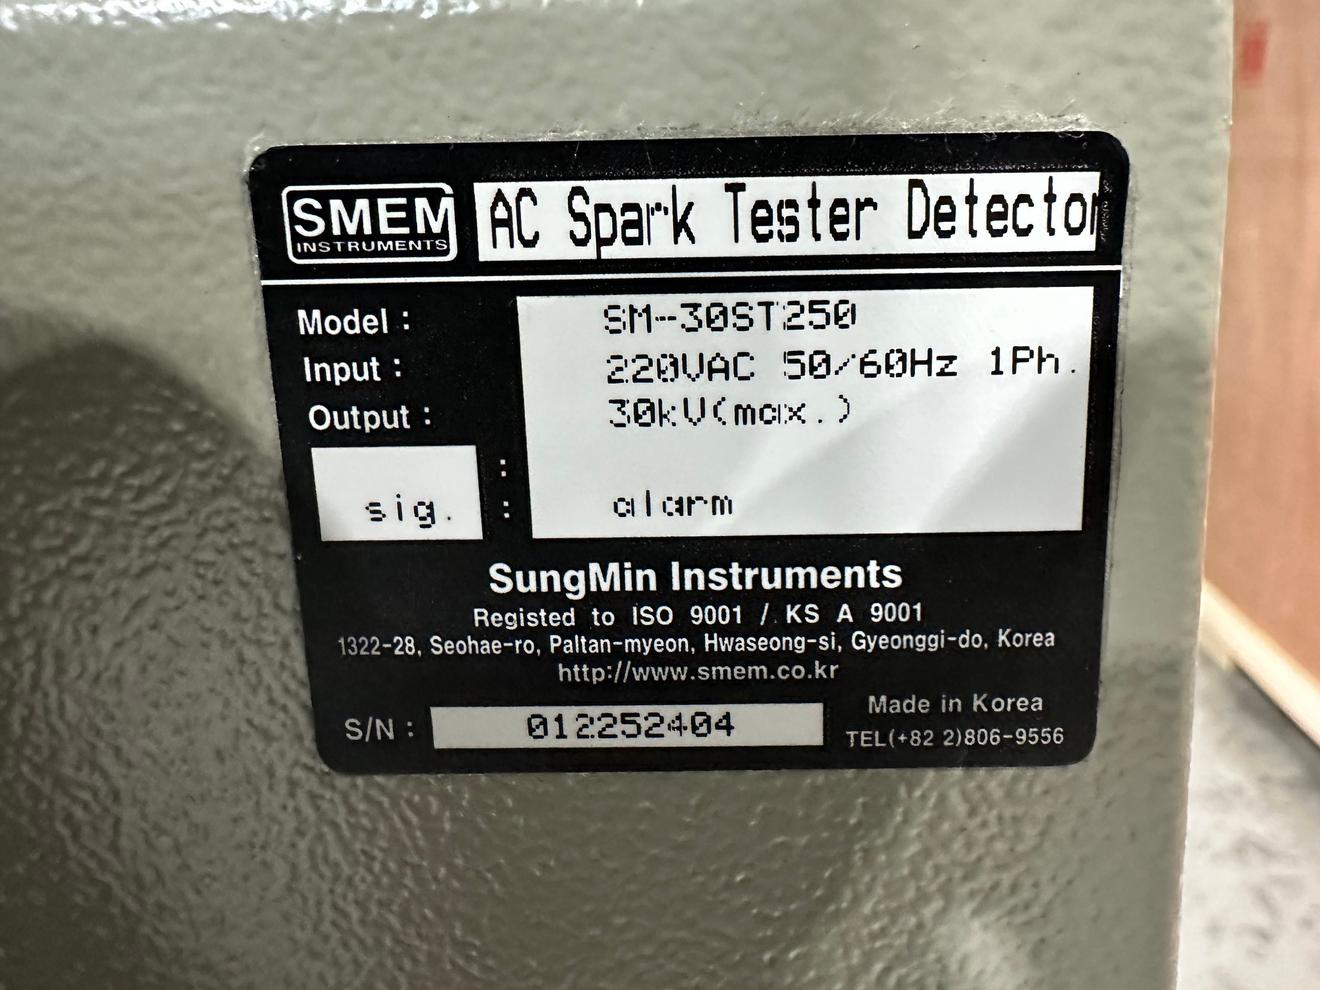 SMEM
INSTRUMENTS
AC Spark Tester Detector
Model : SM-30ST250
Input : 220VAC 50/60Hz 1Ph.
Output : 30kV(max.)
:
sig. : alarm
SungMin Instruments
Registed to ISO 9001 / KS A 9001
1322-28, Seohae-ro, Paltan-myeon, Hwaseong-si, Gyeonggi-do, Korea
http://www.smem.co.kr
S/N : 012252404
Made in Korea
TEL(+82 2)806-9556